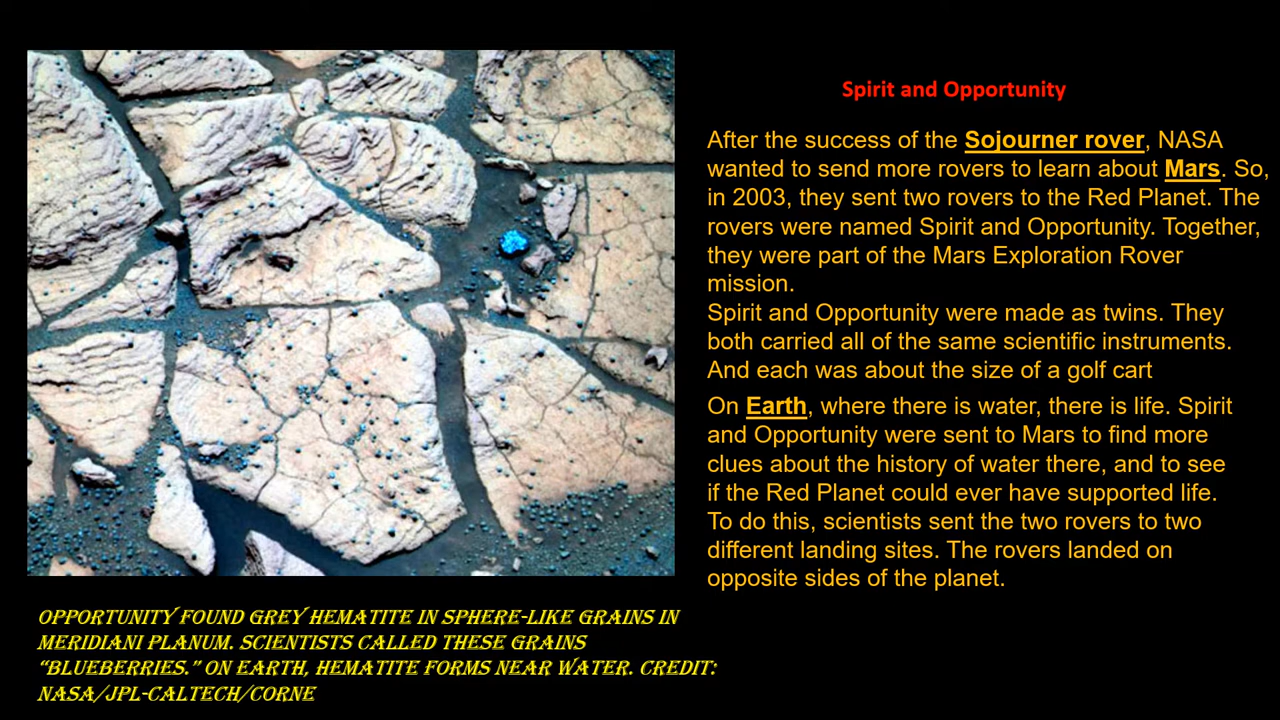 Spirit and Opportunity
After the success of the Sojourner rover, NASA
wanted to send more rovers to learn about Mars. So,
in 2003, they sent two rovers to the Red Planet. The
rovers were named Spirit and Opportunity. Together,
they were part of the Mars Exploration Rover
mission.
Spirit and Opportunity were made as twins. They
both carried all of the same scientific instruments.
And each was about the size of a golf cart
On Earth, where there is water, there is life. Spirit
and Opportunity were sent to Mars to find more
clues about the history of water there, and to see
if the Red Planet could ever have supported life.
To do this, scientists sent the two rovers to two
different landing sites. The rovers landed on
opposite sides of the planet.
OPPORTUNITY FOUND GREY HEMATITE IN SPHERE-LIKE GRAINS IN
MERIDIANI PLANUM. SCIENTISTS CALLED THESE GRAINS
“BLUEBERRIES.” ON EARTH, HEMATITE FORMS NEAR WATER. CREDIT:
NASA/JPL-CALTECH/CORNE